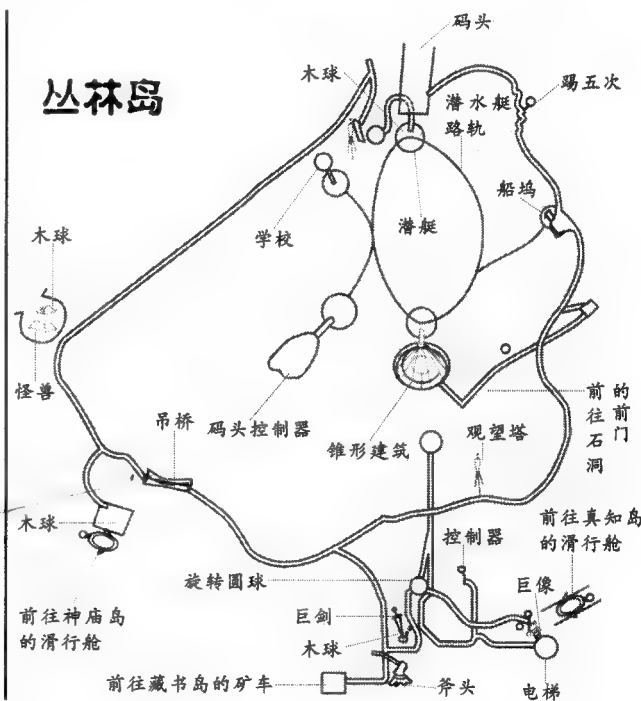 码头
木球
丛林岛
踢五次
潜水艇
路轨
船坞
学校
潜艇
木球
怪兽
码头控制器
吊桥
锥形建筑
观望塔
前往石洞
的前门
木球
控制器
前往真知岛
的滑行舱
旋转圆球
巨像
巨剑
前往神庙岛
的滑行舱
木球
前往藏书岛的矿车
斧头
电梯